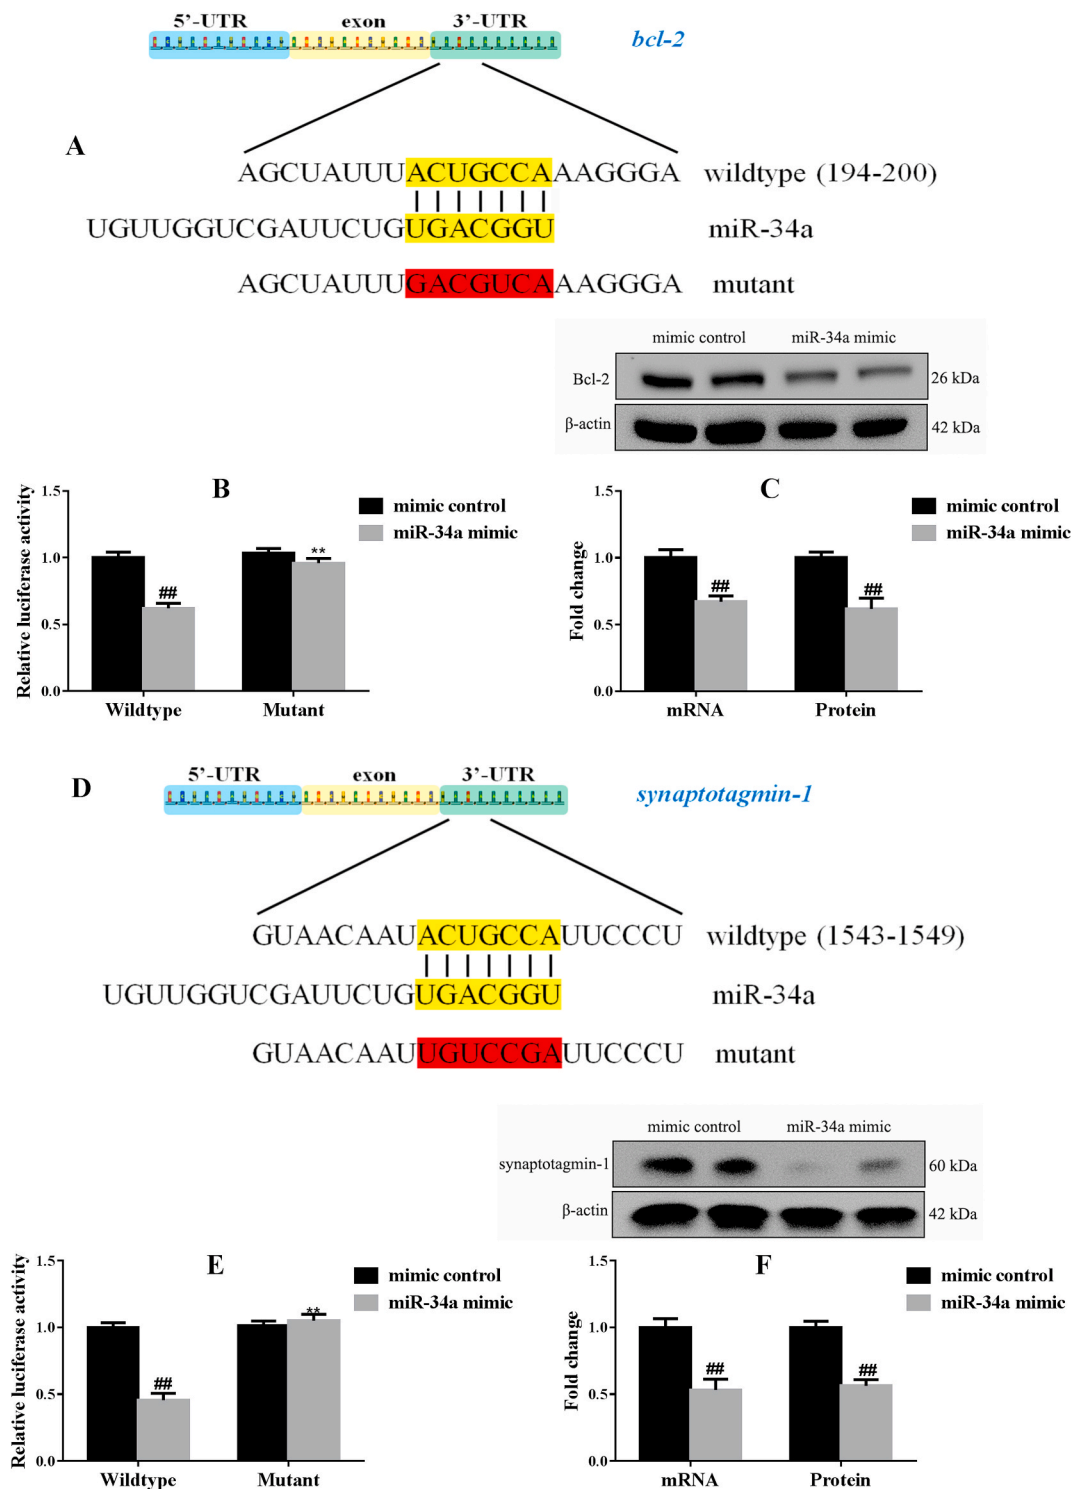 5'-UTR exon 3'-UTR
bcl-2
A
AGCUAUUUACUGCCAAAGGGA wildtype (194-200)
UGUUGGUCGAUUCUGUGACGGU miR-34a
AGCUAUUUGACGUCAAAGGGA mutant
mimic control miR-34a mimic
Bcl-2 26 kDa
β-actin 42 kDa
B
mimic control
miR-34a mimic
Relative luciferase activity
1.5
1.0
0.5
0.0
##
**
Wildtype Mutant
C
mimic control
miR-34a mimic
Fold change
1.5
1.0
0.5
0.0
##
##
mRNA Protein
D
5'-UTR exon 3'-UTR
synaptotagmin-1
GUAACAAUACUGCCAUUCCCU wildtype (1543-1549)
UGUUGGUCGAUUCUGUGACGGU miR-34a
GUAACAAUUGUCCGAUUCCCU mutant
mimic control miR-34a mimic
synaptotagmin-1 60 kDa
β-actin 42 kDa
E
mimic control
miR-34a mimic
Relative luciferase activity
1.5
1.0
0.5
0.0
##
**
Wildtype Mutant
F
mimic control
miR-34a mimic
Fold change
1.5
1.0
0.5
0.0
##
##
mRNA Protein